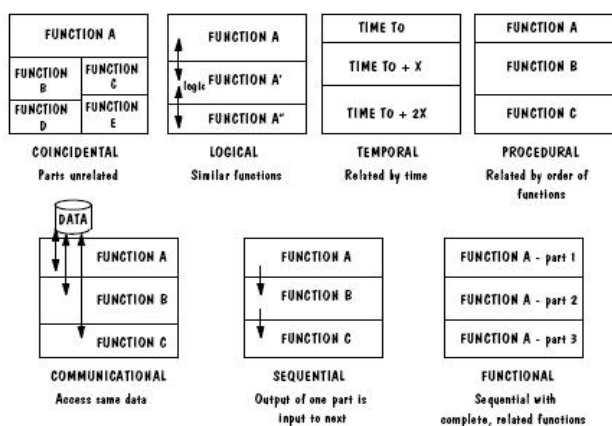 FUNCTION A
FUNCTION B
FUNCTION C
FUNCTION D
FUNCTION E
COINCIDENTAL
Parts unrelated
FUNCTION A
logic
FUNCTION A'
FUNCTION A"
LOGICAL
Similar functions
TIME T0
TIME T0 + X
TIME T0 + 2X
TEMPORAL
Related by time
FUNCTION A
FUNCTION B
FUNCTION C
PROCEDURAL
Related by order of
functions
DATA
FUNCTION A
FUNCTION B
FUNCTION C
COMMUNICATIONAL
Access same data
FUNCTION A
FUNCTION B
FUNCTION C
SEQUENTIAL
Output of one part is
input to next
FUNCTION A - part 1
FUNCTION A - part 2
FUNCTION A - part 3
FUNCTIONAL
Sequential with
complete, related functions